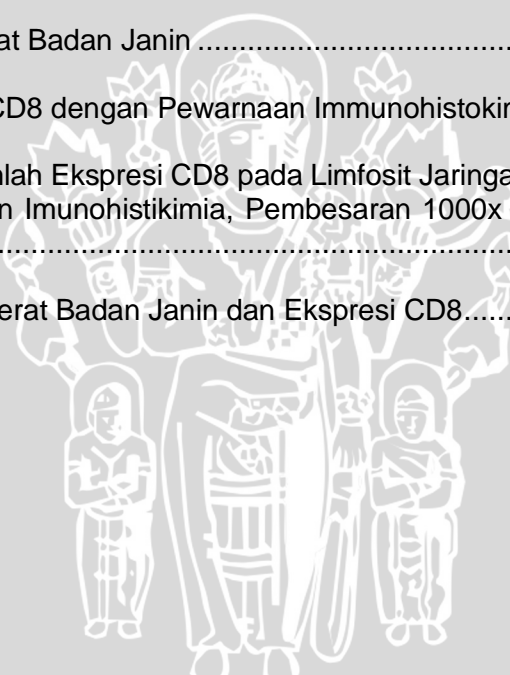 at Badan Janin ......................................
CD8 dengan Pewarnaan Immunohistokin
nlah Ekspresi CD8 pada Limfosit Jaringa
n Imunohistikimia, Pembesaran 1000x
..............................................................
erat Badan Janin dan Ekspresi CD8......